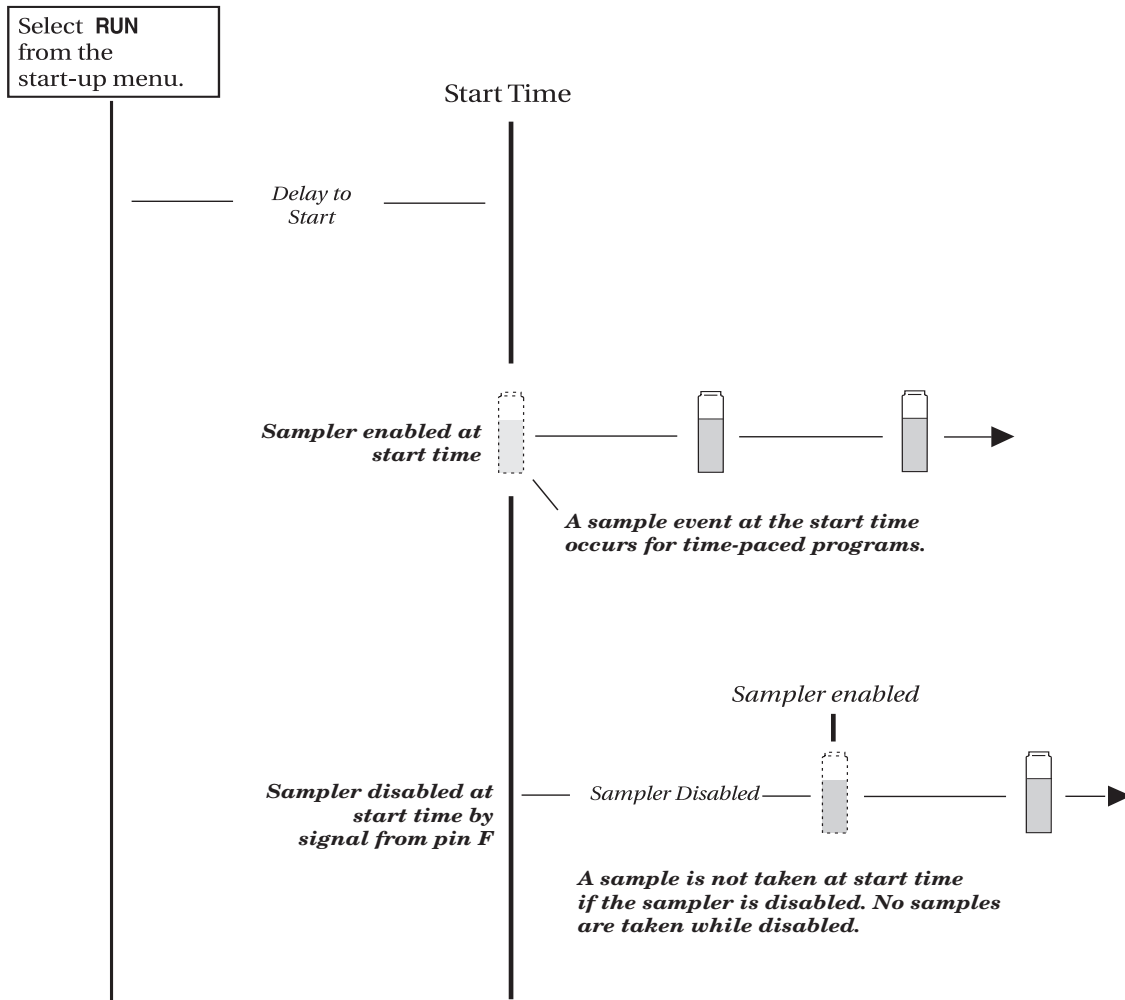 Select RUN
from the
start-up menu.
Start Time
Delay to
Start
Sampler enabled at
start time
A sample event at the start time
occurs for time-paced programs.
Sampler enabled
Sampler disabled at
start time by
signal from pin F
Sampler Disabled
A sample is not taken at start time
if the sampler is disabled. No samples
are taken while disabled.